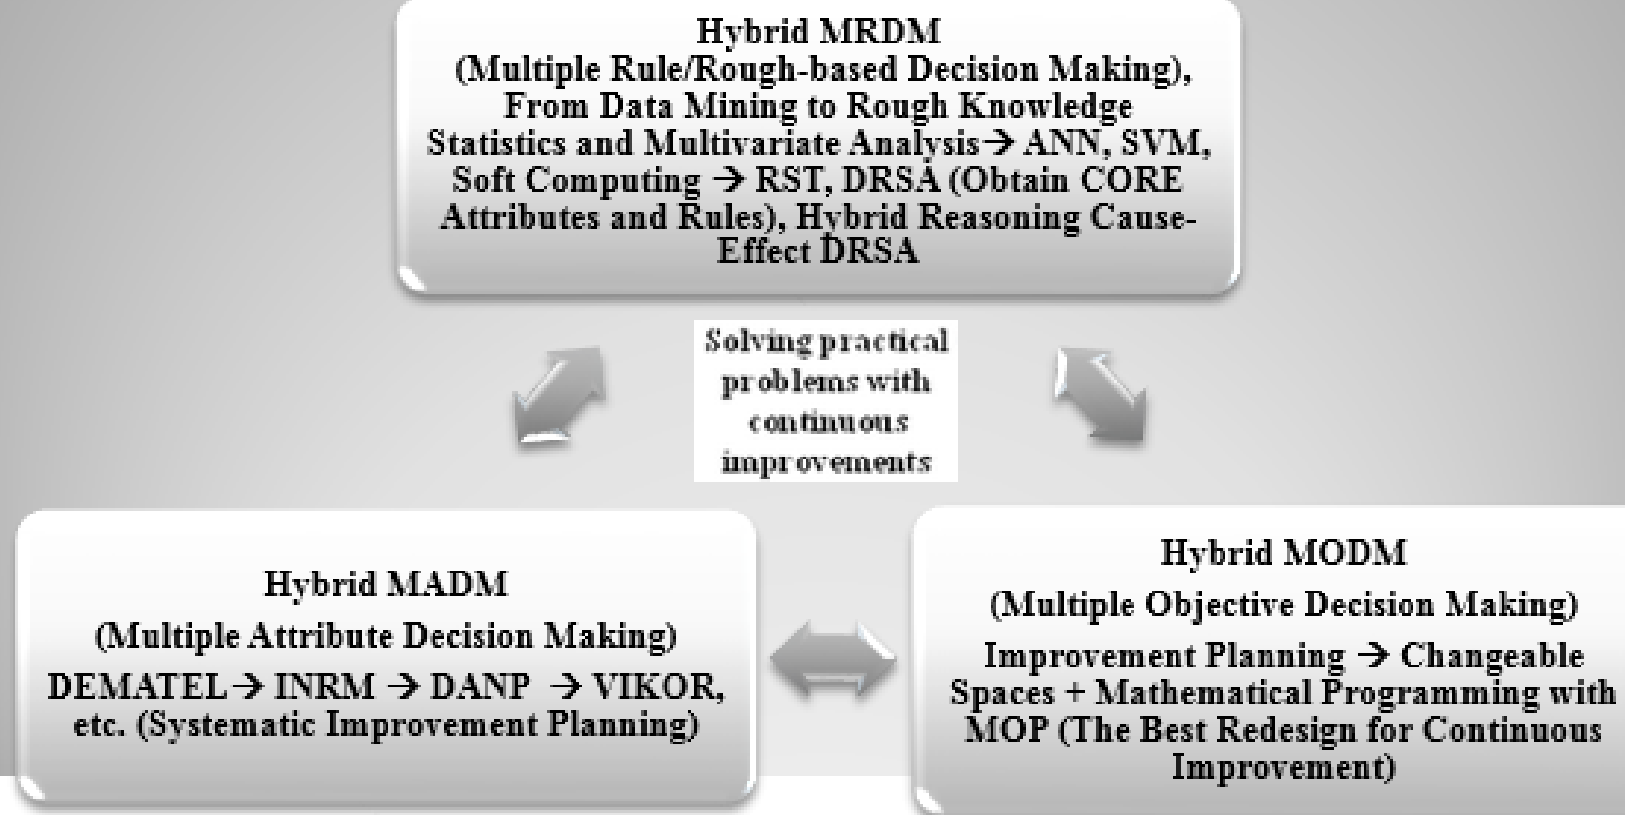 Hybrid MRDM
(Multiple Rule/Rough-based Decision Making),
From Data Mining to Rough Knowledge
Statistics and Multivariate Analysis→ ANN, SVM,
Soft Computing → RST, DRSA (Obtain CORE
Attributes and Rules), Hybrid Reasoning Cause-
Effect DRSA
Solving practical
problems with
continuous
improvements
Hybrid MADM
(Multiple Attribute Decision Making)
DEMATEL→ INRM → DANP → VIKOR,
etc. (Systematic Improvement Planning)
Hybrid MODM
(Multiple Objective Decision Making)
Improvement Planning → Changeable
Spaces + Mathematical Programming with
MOP (The Best Redesign for Continuous
Improvement)